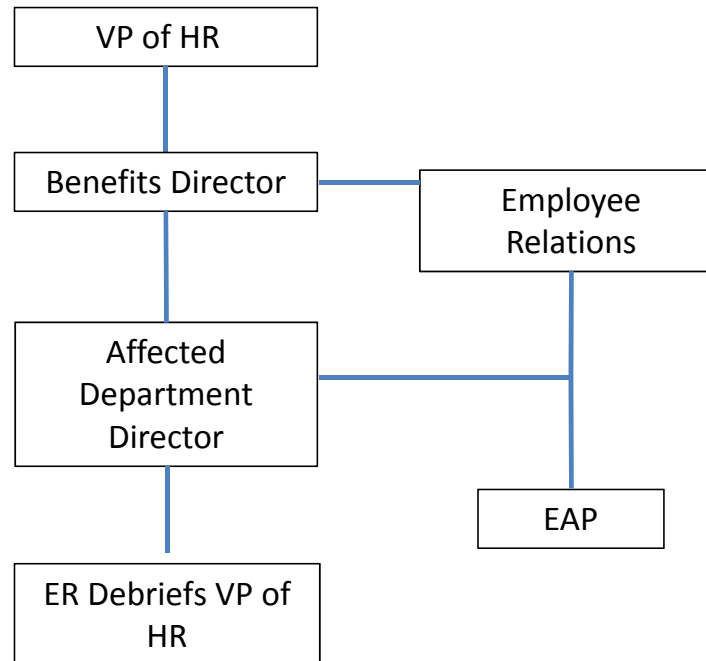 VP of HR
Benefits Director
Employee
Relations
Affected
Department
Director
EAP
ER Debriefs VP of
HR